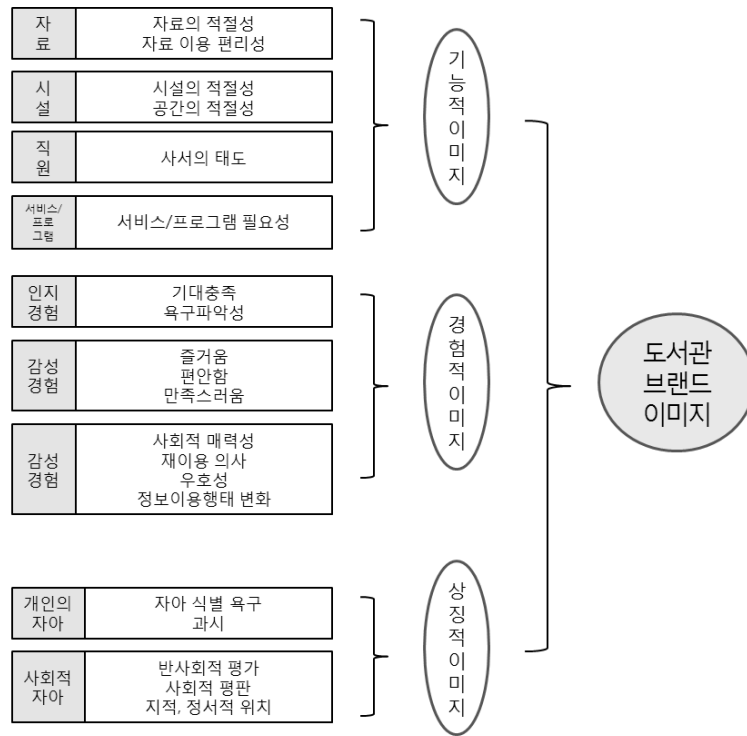 자
료
자료의 적절성
자료 이용 편리성
시
설
시설의 적절성
공간의 적절성
직
원
사서의 태도
서비스/
프로
그램
서비스/프로그램 필요성
기
능
적
이
미
지
인지
경험
기대충족
욕구파악성
감성
경험
즐거움
편안함
만족스러움
감성
경험
사회적 매력성
재이용 의사
우호성
정보이용행태 변화
경
험
적
이
미
지
개인의
자아
자아 식별 욕구
과시
사회적
자아
반사회적 평가
사회적 평판
지적, 정서적 위치
상
징
적
이
미
지
도서관
브랜드
이미지